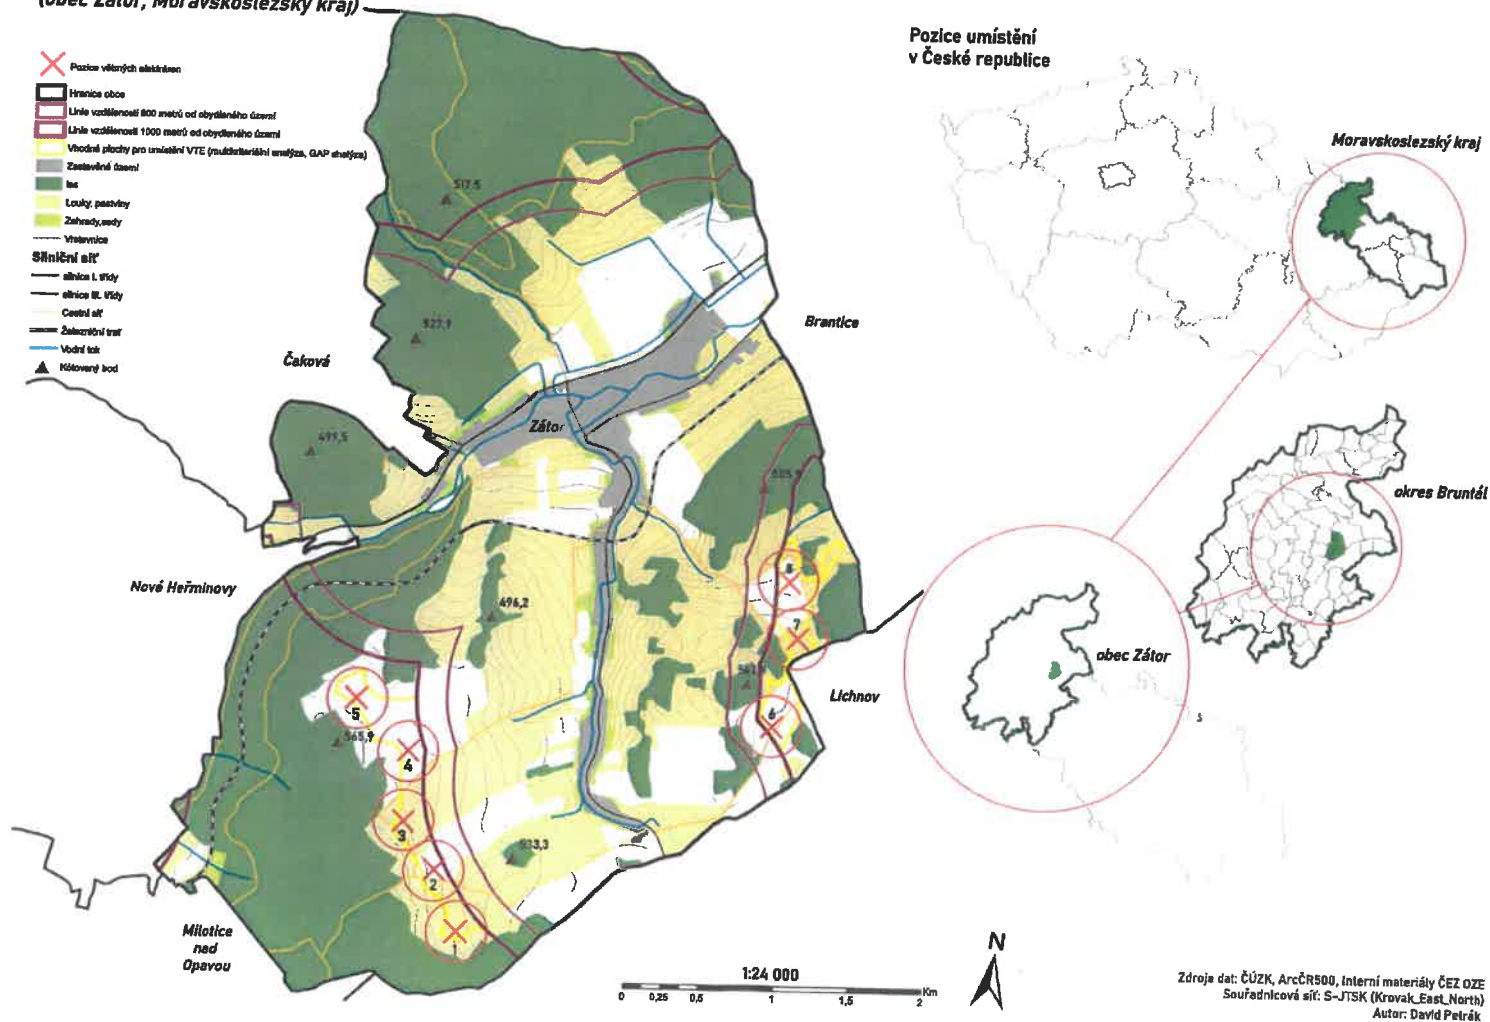 (obec Zátor, Moravskoslezský kraj)
Pozice větrných elektráren
Hranice obce
Linie vzdálenosti 800 metrů od obydleného území
Linie vzdálenosti 1000 metrů od obydleného území
Vhodné plochy pro umístění VTE (multikriteriální analýza, GAP analýza)
Zastavěné území
les
Louky, pastviny
Zahrady,sady
Vrstevnice
Silniční síť
silnice I. třídy
silnice III. třídy
Cestní síť
Železniční trať
Vodní tok
Kótovaný bod
Pozice umístění
v České republice
Moravskoslezský kraj
okres Bruntál
obec Zátor
Brantice
Čaková
Zátor
Nové Heřminovy
Lichnov
Milotice
nad
Opavou
517,5
527,9
499,5
496,2
565,9
533,3
8
7
6
5
4
3
2
1
1:24 000
0 0,25 0,5 1 1,5 2 Km
N
Zdroje dat: ČÚZK, ArcČR500, Interní materiály ČEZ OZE
Souřadnicová síť: S-JTSK (Krovak_East_North)
Autor: David Petrák